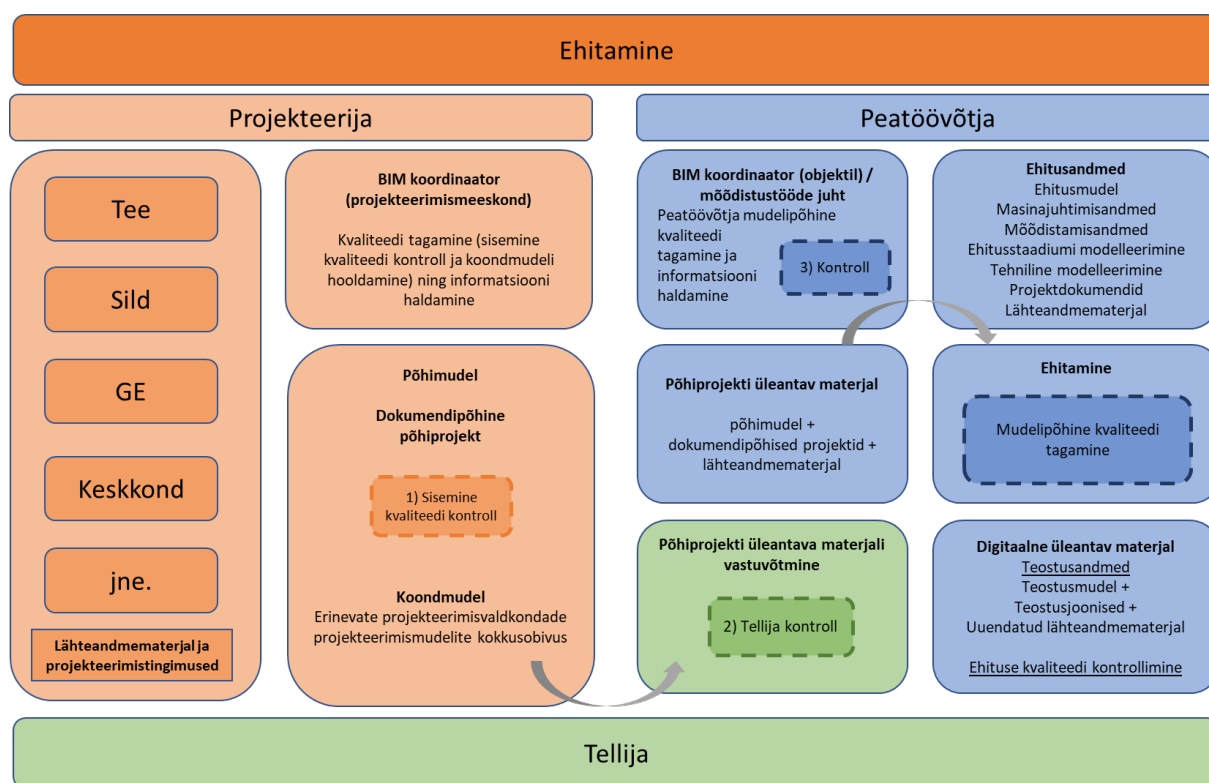 Ehitamine
Projekteerija
Tee
Sild
GE
Keskkond
jne.
Lähteandmematerjal ja
projekteerimistingimused
BIM koordinaator
(projekteerimismeeskond)
Kvaliteedi tagamine (sisemine
kvaliteedi kontroll ja koondmudeli
hooldamine) ning informatsiooni
haldamine
Põhimudel
Dokumendipõhine
põhiprojekt
1) Sisemine
kvaliteedi kontroll
Koondmudel
Erinevate projekteerimisvaldkondade
projekteerimismudelite kokkusobivus
Peatöövõtja
BIM koordinaator (objektil) /
mõõdistustööde juht
Peatöövõtja mudelipõhine
kvaliteedi
tagamine ja
informatsiooni
haldamine
3) Kontroll
Ehitusandmed
Ehitusmudel
Masinajuhtimisandmed
Mõõdistamisandmed
Ehitusstaadiumi modelleerimine
Tehniline modelleerimine
Projektdokumendid
Lähteandmematerjal
Põhiprojekti üleantav materjal
põhimudel +
dokumendipõhised projektid +
lähteandmematerjal
Ehitamine
Mudelipõhine kvaliteedi
tagamine
Põhiprojekti üleantava materjali
vastuvõtmine
2) Tellija kontroll
Digitaalne üleantav materjal
Teostusandmed
Teostusmudel +
Teostusjoonised +
Uuendatud lähteandmematerjal
Ehituse kvaliteedi kontrollimine
Tellija